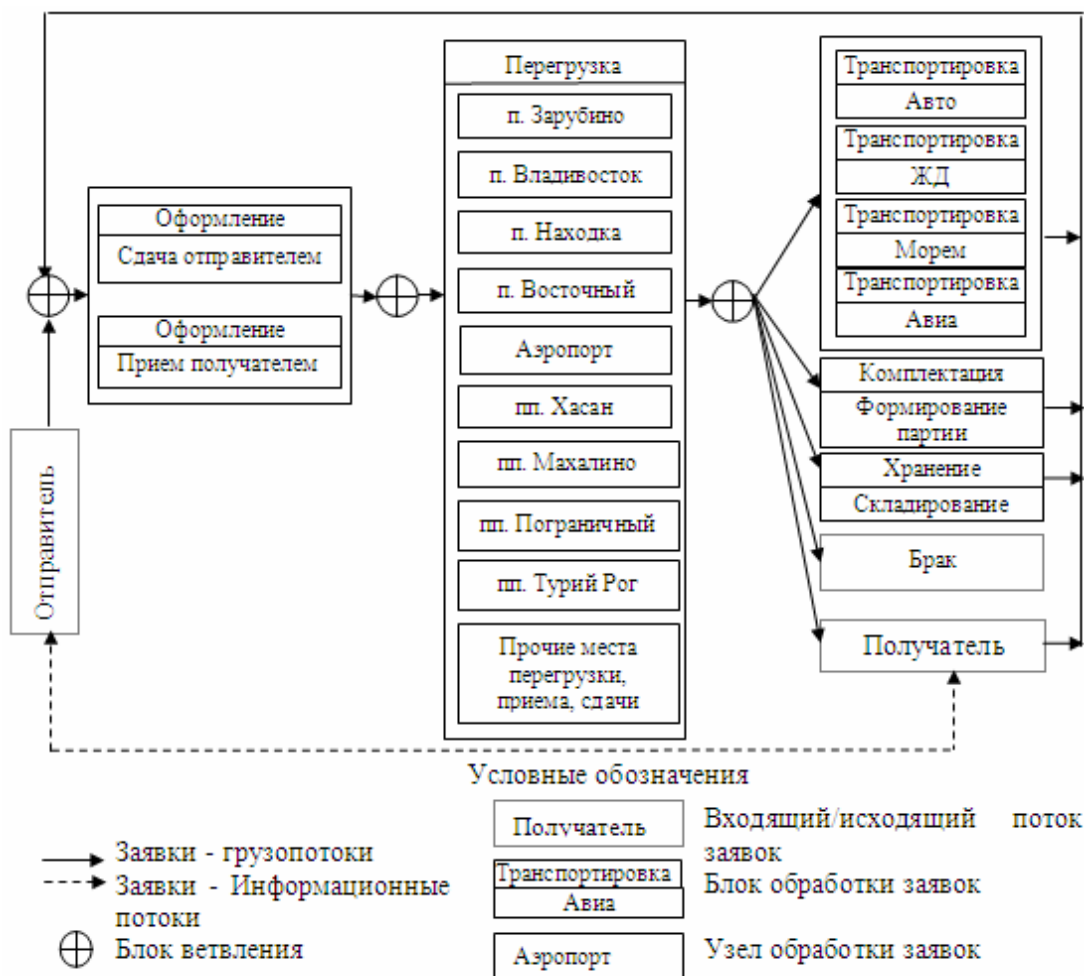 Отправитель
Оформление
Сдача отправителем
Оформление
Прием получателем
Перегрузка
п. Зарубино
п. Владивосток
п. Находка
п. Восточный
Аэропорт
пп. Хасан
пп. Махалино
пп. Пограничный
пп. Турий Рог
Прочие места
перегрузки,
приема, сдачи
Транспортировка
Авто
Транспортировка
ЖД
Транспортировка
Морем
Транспортировка
Авиа
Комплектация
Формирование
партии
Хранение
Складирование
Брак
Получатель
Условные обозначения
Заявки - грузопотоки
Заявки - Информационные
потоки
Блок ветвления
Получатель
Входящий/исходящий поток
заявок
Транспортировка
Авиа
Блок обработки заявок
Аэропорт
Узел обработки заявок